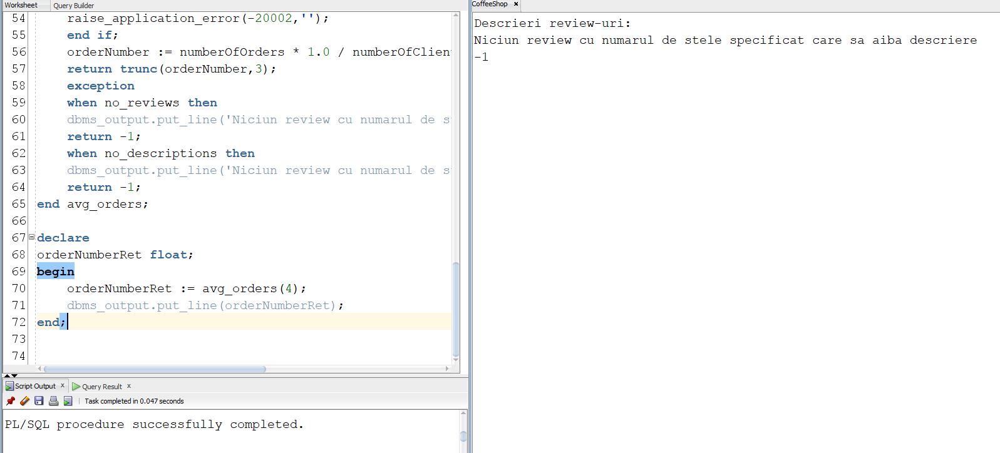 Worksheet Query Builder
54 raise_application_error(-20002,'');
55 end if;
56 orderNumber := numberOfOrders * 1.0 / numberOfClien
57 return trunc(orderNumber,3);
58 exception
59 when no_reviews then
60 dbms_output.put_line('Niciun review cu numarul de s
61 return -1;
62 when no_descriptions then
63 dbms_output.put_line('Niciun review cu numarul de s
64 return -1;
65 end avg_orders;
66
67 declare
68 orderNumberRet float;
69 begin
70 orderNumberRet := avg_orders(4);
71 dbms_output.put_line(orderNumberRet);
72 end;
73
74
Script Output x Query Result x
Task completed in 0.047 seconds
PL/SQL procedure successfully completed.
CoffeeShop x
Descrieri review-uri:
Niciun review cu numarul de stele specificat care sa aiba descriere
-1